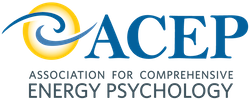 ACEP
ASSOCIATION FOR COMPREHENSIVE
ENERGY PSYCHOLOGY